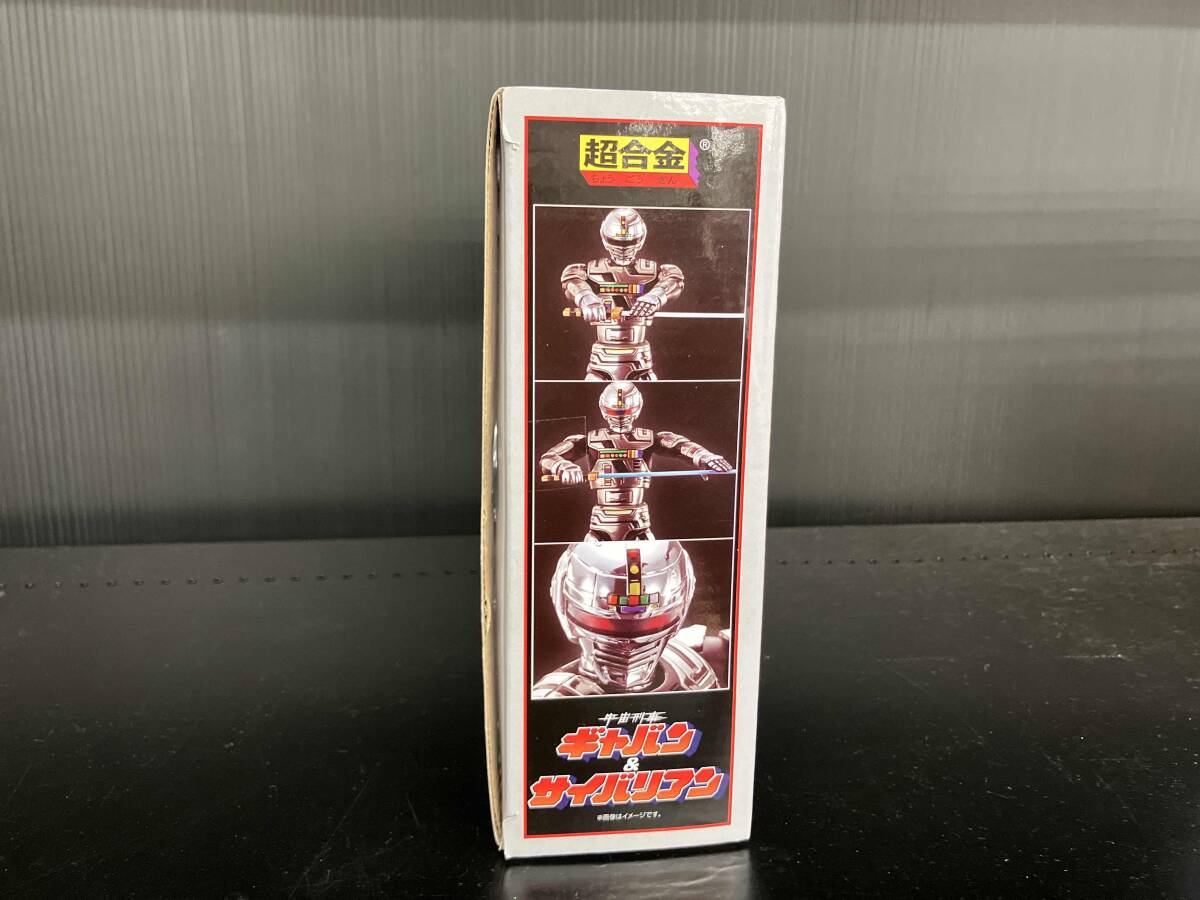 超合金®
ちょうごうきん
宇宙刑事
ギャバン
&
サイバリアン
※画像はイメージです。